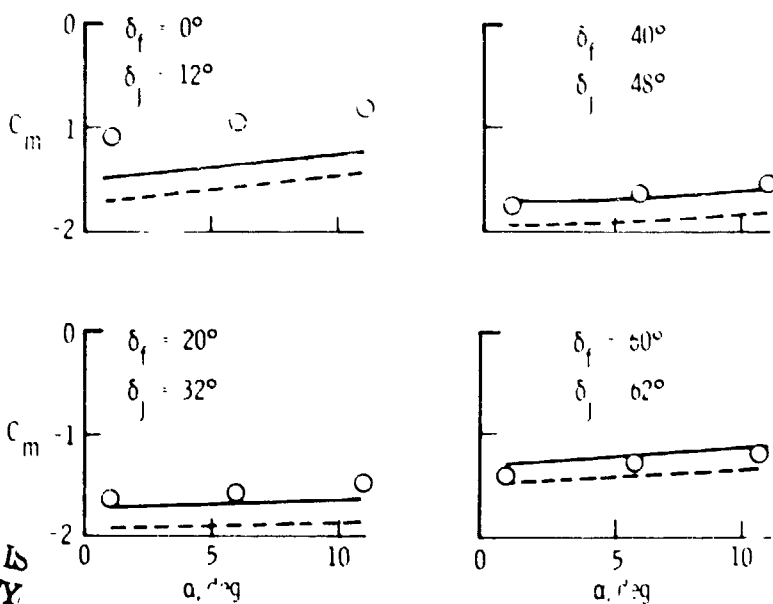 0
δf = 0°
δj = 12°
Cm
1
-2
δf 40°
δj 48°
0
δf = 20°
δj = 32°
Cm
-1
-2
0 5 10
α, deg
δj 62°
0 5 10
α, deg